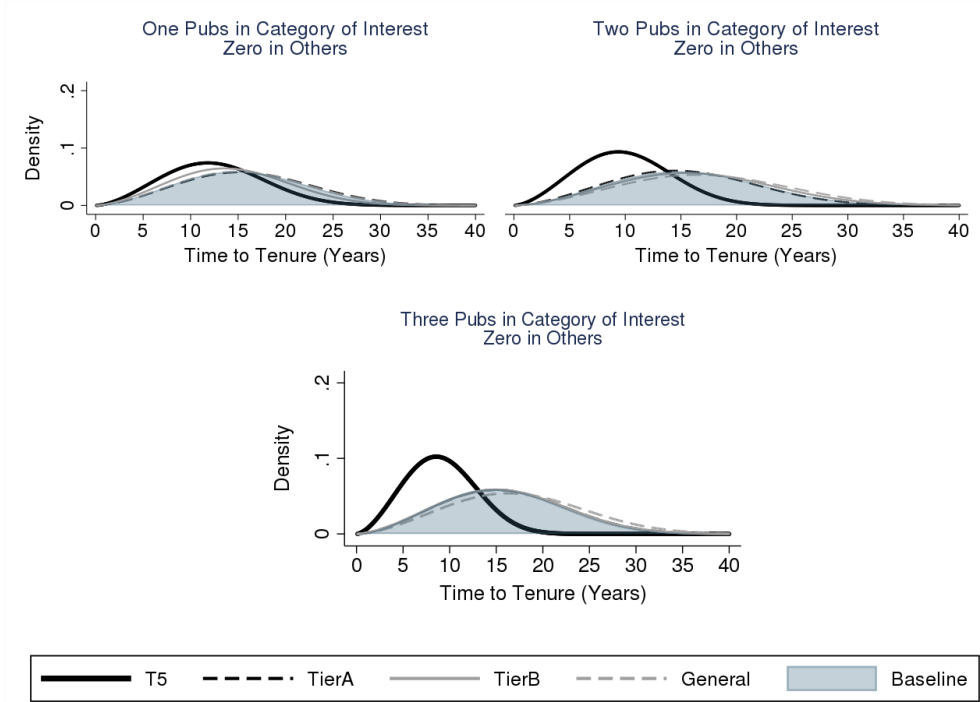 One Pubs in Category of Interest
Zero in Others
Density
0 .1 .2
0 5 10 15 20 25 30 35 40
Time to Tenure (Years)
Two Pubs in Category of Interest
Zero in Others
0 5 10 15 20 25 30 35 40
Time to Tenure (Years)
Three Pubs in Category of Interest
Zero in Others
Density
0 .1 .2
0 5 10 15 20 25 30 35 40
Time to Tenure (Years)
T5 TierA TierB General Baseline